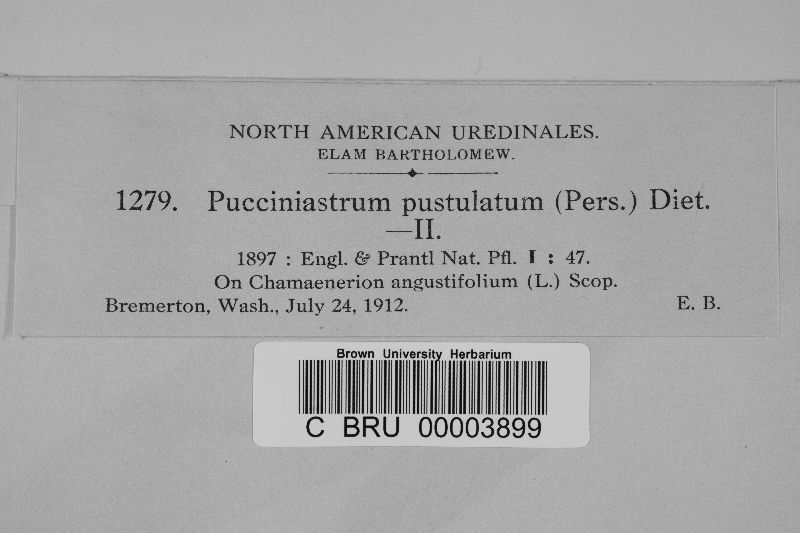 NORTH AMERICAN UREDINALES.
ELAM BARTHOLOMEW.
1279. Pucciniastrum pustulatum (Pers.) Diet.
—II.
1897 : Engl. & Prantl Nat. Pfl. I : 47.
On Chamaenerion angustifolium (L.) Scop.
Bremerton, Wash., July 24, 1912. E. B.
Brown University Herbarium
C BRU 00003899